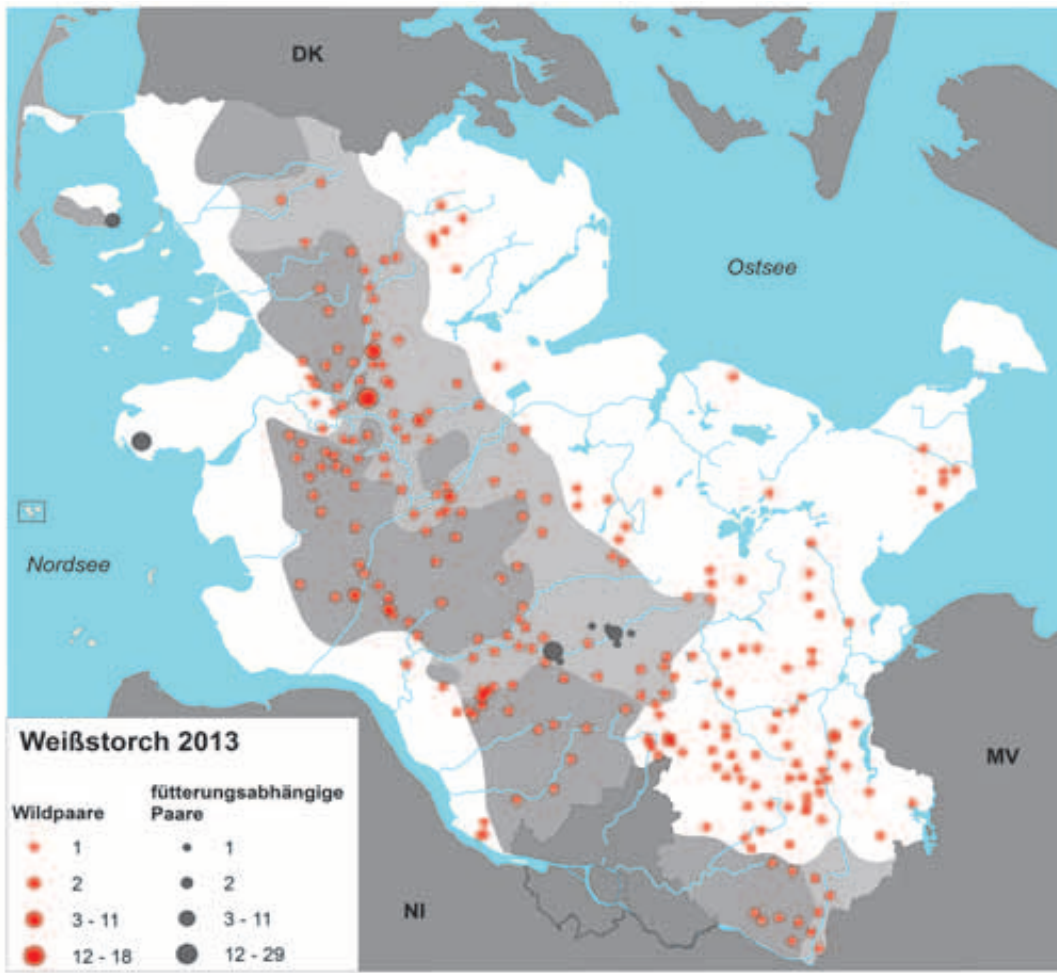 DK
Ostsee
Nordsee
MV
NI
Weißstorch 2013
Wildpaare
1
2
3 - 11
12 - 18
fütterungsabhängige
Paare
1
2
3 - 11
12 - 29